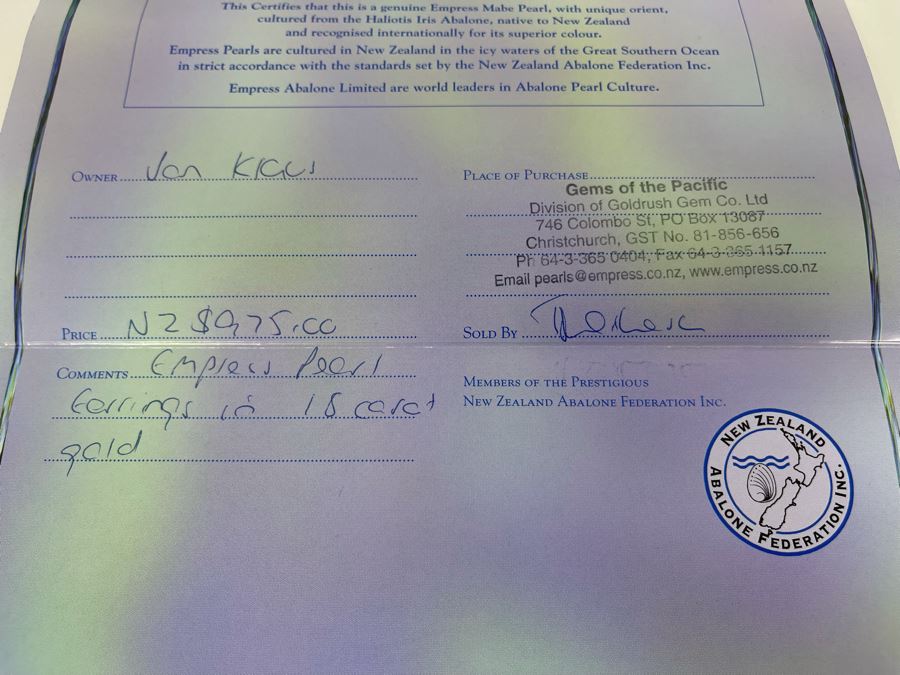 This Certifies that this is a genuine Empress Mabe Pearl, with unique orient,
cultured from the Haliotis Iris Abalone, native to New Zealand
and recognised internationally for its superior colour.
Empress Pearls are cultured in New Zealand in the icy waters of the Great Southern Ocean
in strict accordance with the standards set by the New Zealand Abalone Federation Inc.
Empress Abalone Limited are world leaders in Abalone Pearl Culture.
OWNER Jan Klaus
PRICE NZ $975.00
COMMENTS Empress Pearl
Earrings in 18 carat
gold
PLACE OF PURCHASE
Gems of the Pacific
Division of Goldrush Gem Co. Ltd
746 Colombo St, PO Box 13087
Christchurch, GST No. 81-856-656
Ph 64-3-365 0404, Fax 64-3-365 1157
Email pearls@empress.co.nz, www.empress.co.nz
SOLD BY
MEMBERS OF THE PRESTIGIOUS
NEW ZEALAND ABALONE FEDERATION INC.
NEW ZEALAND
ABALONE FEDERATION INC.